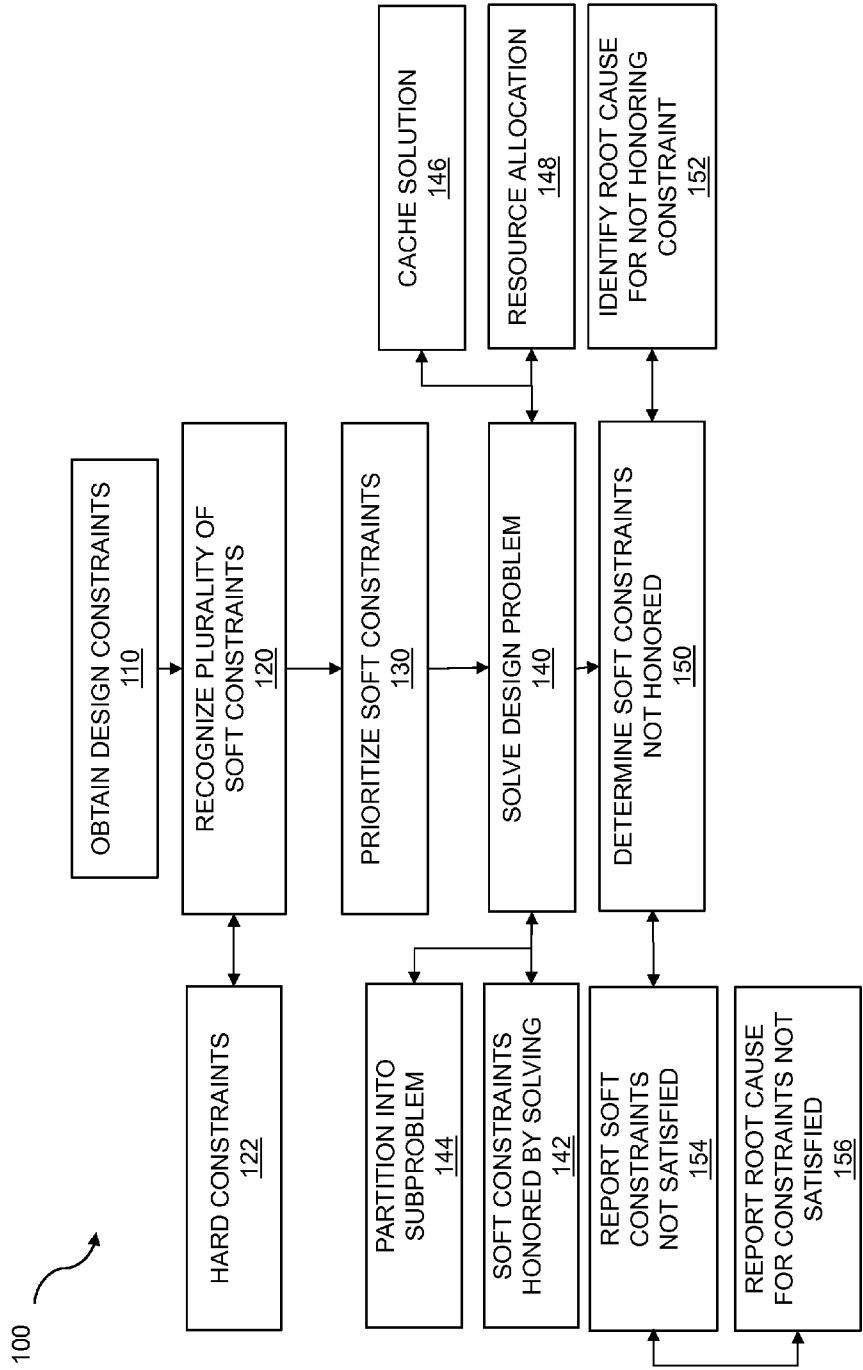 100
OBTAIN DESIGN CONSTRAINTS
110
HARD CONSTRAINTS
122
RECOGNIZE PLURALITY OF
SOFT CONSTRAINTS
120
PRIORITIZE SOFT CONSTRAINTS
130
PARTITION INTO
SUBPROBLEM
144
CACHE SOLUTION
146
SOFT CONSTRAINTS
HONORED BY SOLVING
142
SOLVE DESIGN PROBLEM
140
RESOURCE ALLOCATION
148
REPORT SOFT
CONSTRAINTS
NOT SATISFIED
154
DETERMINE SOFT CONSTRAINTS
NOT HONORED
150
IDENTIFY ROOT CAUSE
FOR NOT HONORING
CONSTRAINT
152
REPORT ROOT CAUSE
FOR CONSTRAINTS NOT
SATISFIED
156